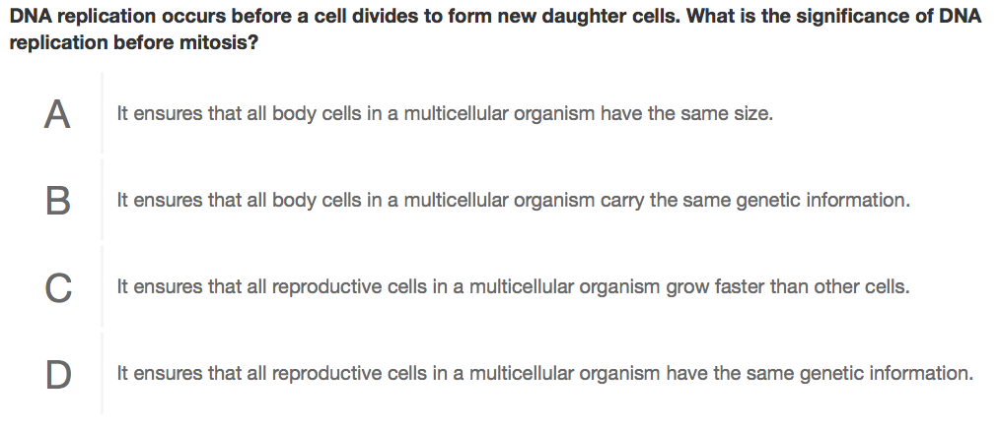 DNA replication occurs before a cell divides to form new daughter cells. What is the significance of DNA
replication before mitosis?
A It ensures that all body cells in a multicellular organism have the same size.
B It ensures that all body cells in a multicellular organism carry the same genetic information.
C It ensures that all reproductive cells in a multicellular organism grow faster than other cells.
D It ensures that all reproductive cells in a multicellular organism have the same genetic information.